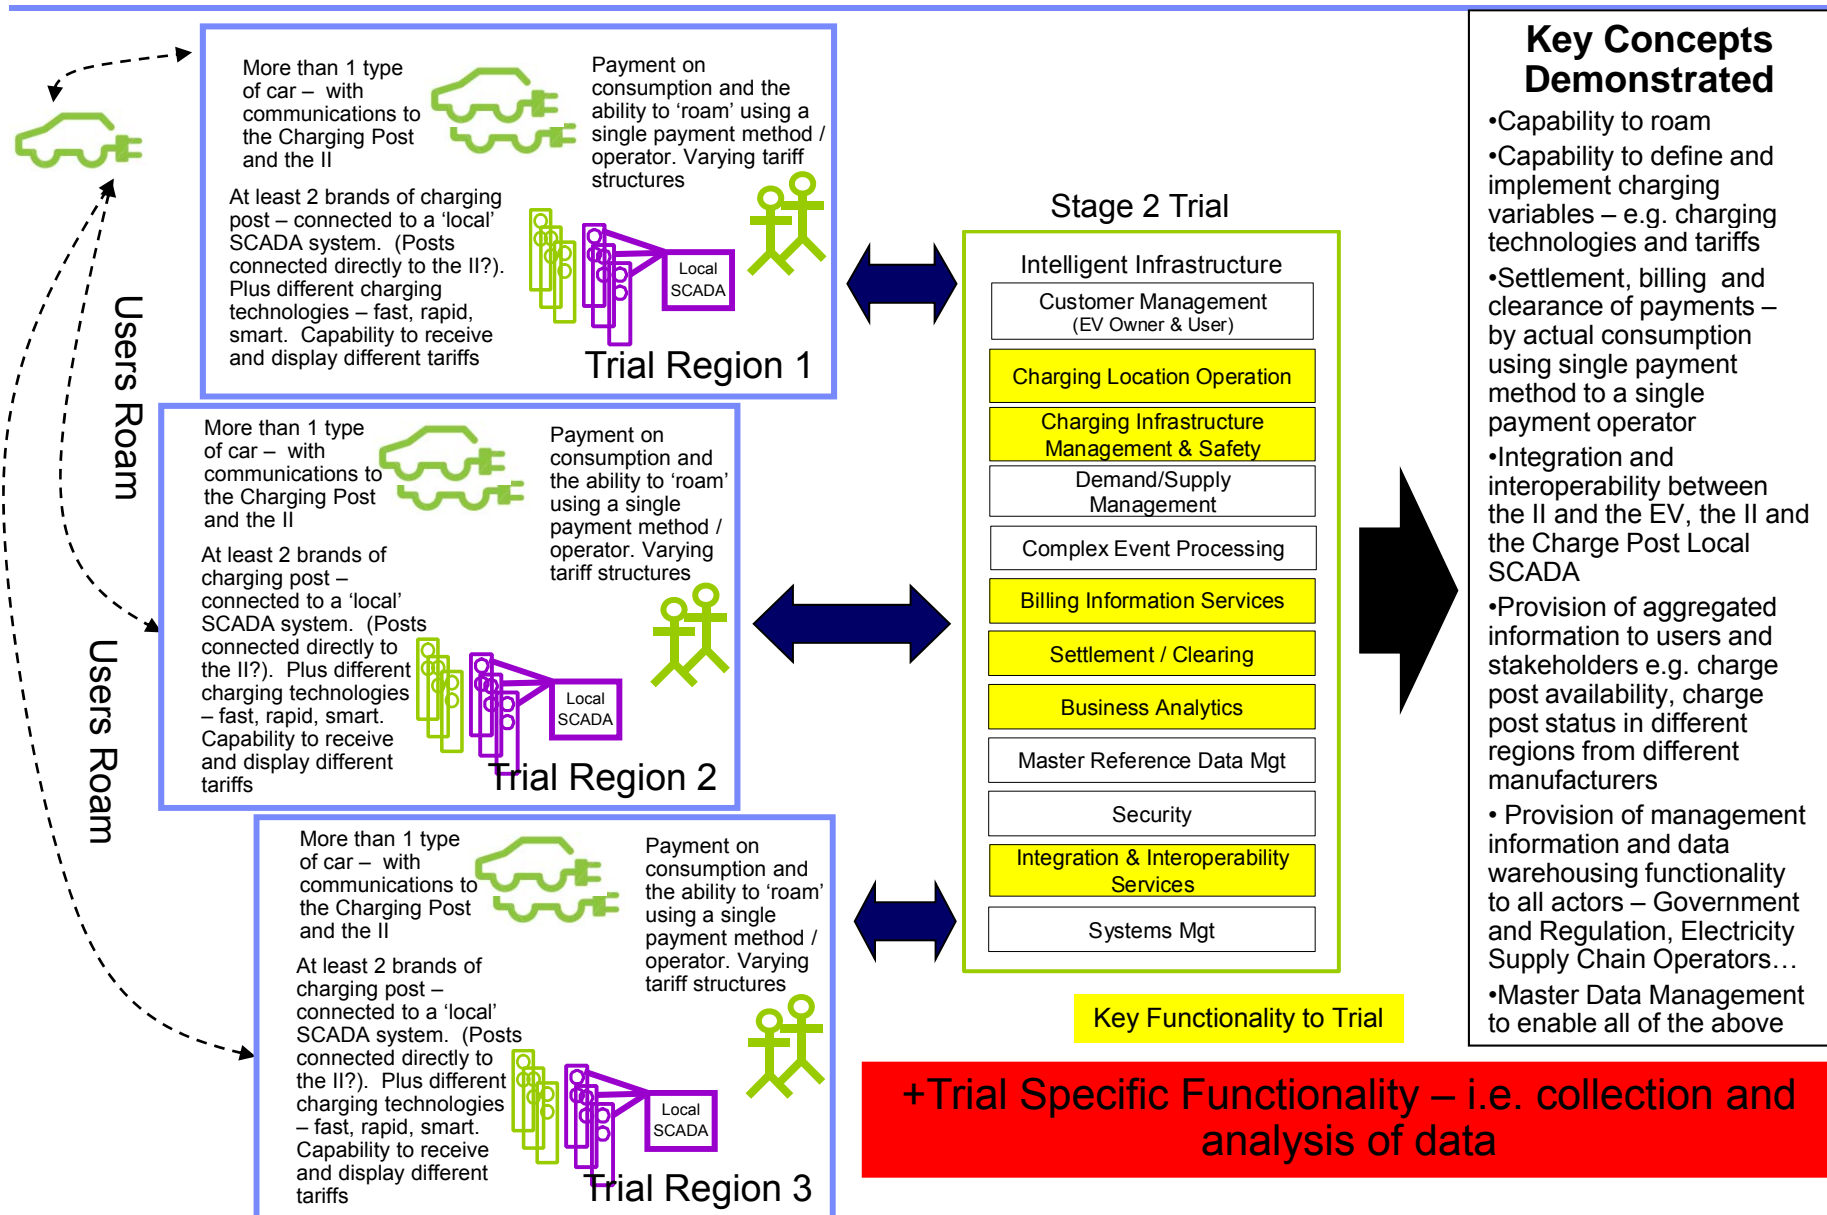 Users Roam
Users Roam
More than 1 type
of car – with
communications to
the Charging Post
and the II
Payment on
consumption and the
ability to ‘roam’ using a
single payment method /
operator. Varying tariff
structures
At least 2 brands of charging
post – connected to a ‘local’
SCADA system. (Posts
connected directly to the II?).
Plus different charging
technologies – fast, rapid,
smart. Capability to receive
and display different tariffs
Local
SCADA
Trial Region 1
More than 1 type
of car – with
communications to
the Charging Post
and the II
Payment on
consumption and
the ability to ‘roam’
using a single
payment method /
operator. Varying
tariff structures
At least 2 brands of
charging post –
connected to a ‘local’
SCADA system. (Posts
connected directly to
the II?). Plus different
charging technologies
– fast, rapid, smart.
Capability to receive
and display different
tariffs
Local
SCADA
Trial Region 2
More than 1 type
of car – with
communications to
the Charging Post
and the II
Payment on
consumption and
the ability to ‘roam’
using a single
payment method /
operator. Varying
tariff structures
At least 2 brands of
charging post –
connected to a ‘local’
SCADA system. (Posts
connected directly to
the II?). Plus different
charging technologies
– fast, rapid, smart.
Capability to receive
and display different
tariffs
Local
SCADA
Trial Region 3
Stage 2 Trial
Intelligent Infrastructure
Customer Management
(EV Owner & User)
Charging Location Operation
Charging Infrastructure
Management & Safety
Demand/Supply
Management
Complex Event Processing
Billing Information Services
Settlement / Clearing
Business Analytics
Master Reference Data Mgt
Security
Integration & Interoperability
Services
Systems Mgt
Key Functionality to Trial
+Trial Specific Functionality – i.e. collection and
analysis of data
Key Concepts
Demonstrated
•Capability to roam
•Capability to define and
implement charging
variables – e.g. charging
technologies and tariffs
•Settlement, billing and
clearance of payments –
by actual consumption
using single payment
method to a single
payment operator
•Integration and
interoperability between
the II and the EV, the II and
the Charge Post Local
SCADA
•Provision of aggregated
information to users and
stakeholders e.g. charge
post availability, charge
post status in different
regions from different
manufacturers
• Provision of management
information and data
warehousing functionality
to all actors – Government
and Regulation, Electricity
Supply Chain Operators…
•Master Data Management
to enable all of the above